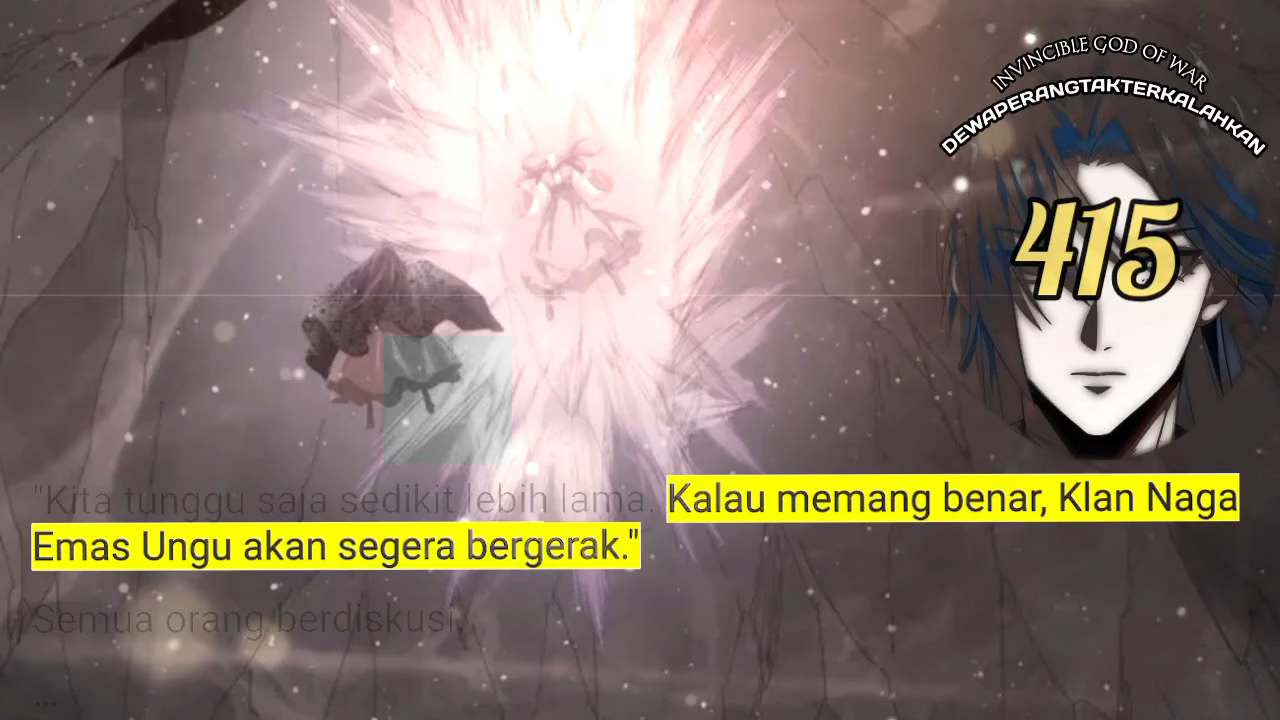 INVINCIBLE GOD OF WAR
DEWAPERANGTAKTERKALAHKAN
415
"Kita tunggu saja sedikit lebih lama. Kalau memang benar, Klan Naga
Emas Ungu akan segera bergerak."
Semua orang berdiskusi.
...